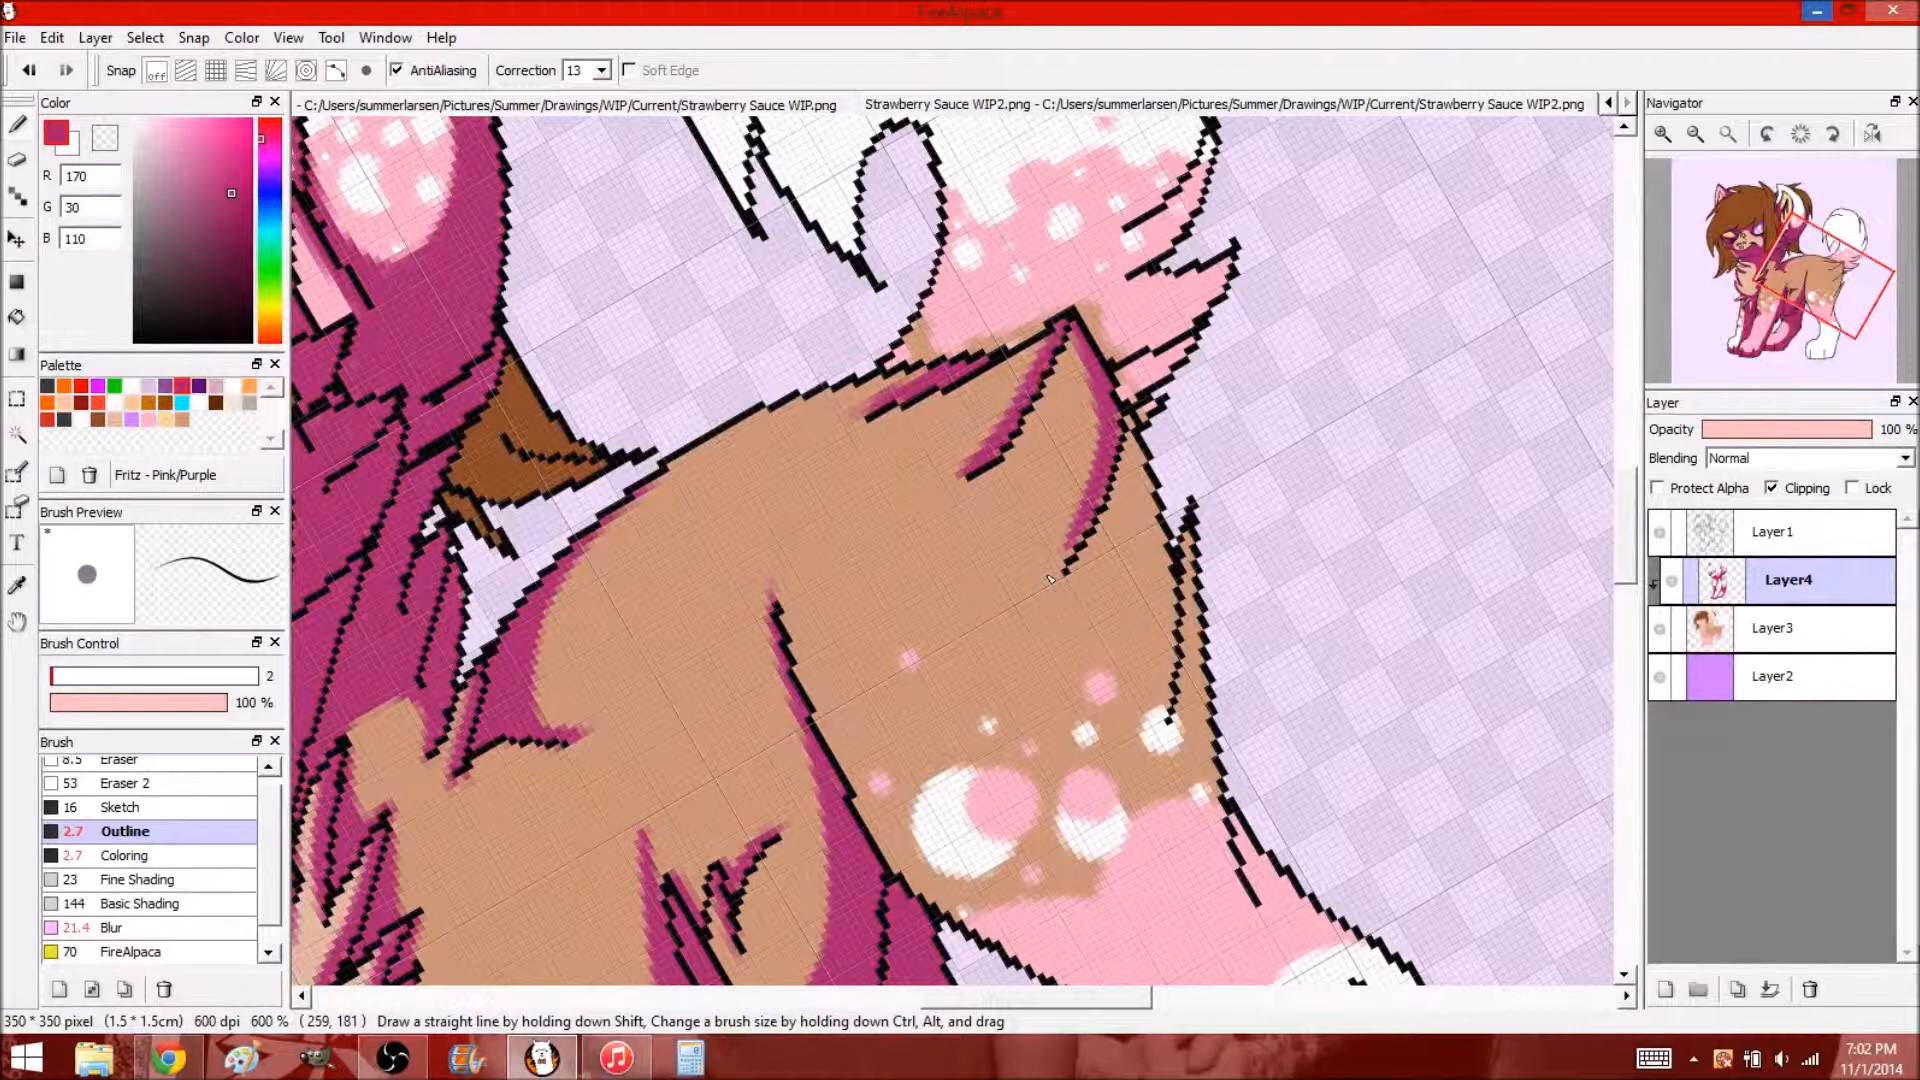 FireAlpaca
File Edit Layer Select Snap Color View Tool Window Help
Snap off AntiAliasing Correction 13 Soft Edge
Color
- C:/Users/summerlarsen/Pictures/Summer/Drawings/WIP/Current/Strawberry Sauce WIP.png
Strawberry Sauce WIP2.png - C:/Users/summerlarsen/Pictures/Summer/Drawings/WIP/Current/Strawberry Sauce WIP2.png
Navigator
R 170
G 30
B 110
Palette
Fritz - Pink/Purple
Brush Preview
*
Brush Control
2
100 %
Brush
8.5 Eraser
53 Eraser 2
16 Sketch
2.7 Outline
2.7 Coloring
23 Fine Shading
144 Basic Shading
21.4 Blur
70 FireAlpaca
Layer
Opacity 100 %
Blending Normal
Protect Alpha Clipping Lock
Layer1
Layer4
Layer3
Layer2
350 * 350 pixel (1.5 * 1.5cm) 600 dpi 600 % ( 259, 181 ) Draw a straight line by holding down Shift, Change a brush size by holding down Ctrl, Alt, and drag
7:02 PM
11/1/2014